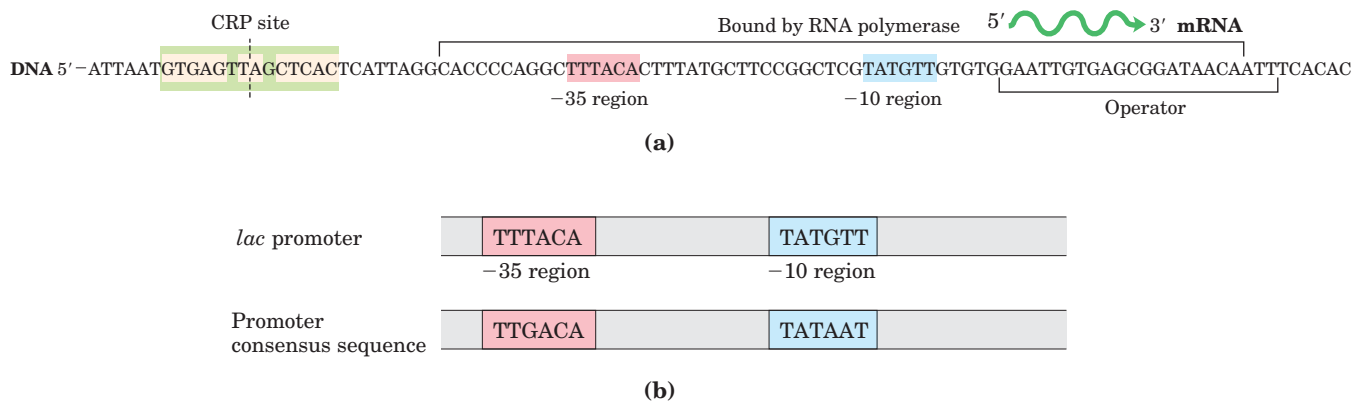 CRP site
Bound by RNA polymerase 5′ 3′ mRNA
DNA 5′–ATTAATGTGAGTTAGCTCACTCATTAGGCACCCCAGGCTTTACACTTTATGCTTCCGGCTCGTATGTTGTGTGGAATTGTGAGCGGATAACAATTTCACAC
−35 region −10 region Operator
(a)
lac promoter TTTACA TATGTT
−35 region −10 region
Promoter
consensus sequence TTGACA TATAAT
(b)